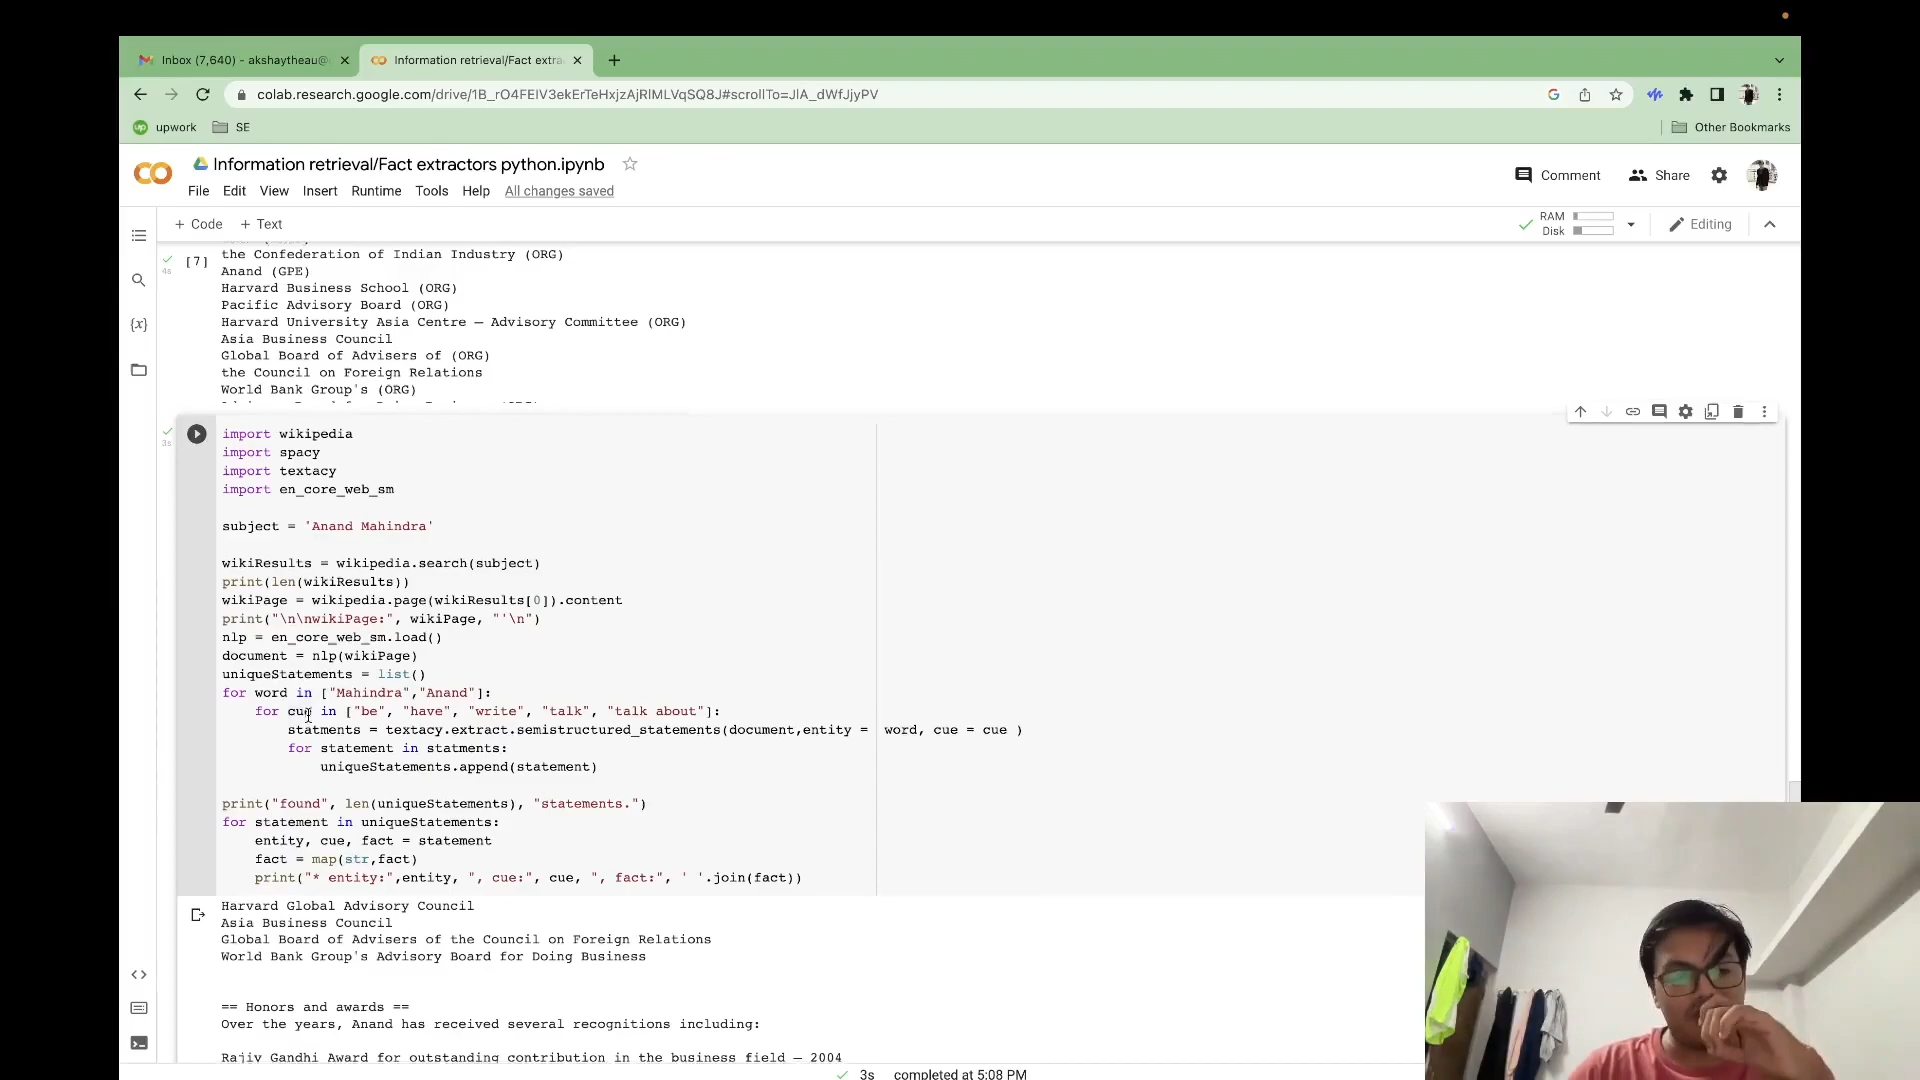 Inbox (7,640) - akshaytheau@
Information retrieval/Fact extra
colab.research.google.com/drive/1B_rO4FEIV3ekErTeHxjzAjRlMLVqSQ8J#scrollTo=JlA_dWfJjyPV
upwork
SE
Other Bookmarks
Information retrieval/Fact extractors python.ipynb
Comment
Share
File Edit View Insert Runtime Tools Help All changes saved
+ Code + Text
RAM
Disk
Editing
4s
[7]
the Confederation of Indian Industry (ORG)
Anand (GPE)
Harvard Business School (ORG)
Pacific Advisory Board (ORG)
Harvard University Asia Centre – Advisory Committee (ORG)
Asia Business Council
Global Board of Advisers of (ORG)
the Council on Foreign Relations
World Bank Group's (ORG)
3s
import wikipedia
import spacy
import textacy
import en_core_web_sm
subject = 'Anand Mahindra'
wikiResults = wikipedia.search(subject)
print(len(wikiResults))
wikiPage = wikipedia.page(wikiResults[0]).content
print("\n\nwikiPage:", wikiPage, "'\n")
nlp = en_core_web_sm.load()
document = nlp(wikiPage)
uniqueStatements = list()
for word in ["Mahindra","Anand"]:
for cue in ["be", "have", "write", "talk", "talk about"]:
statments = textacy.extract.semistructured_statements(document,entity = word, cue = cue )
for statement in statments:
uniqueStatements.append(statement)
print("found", len(uniqueStatements), "statements.")
for statement in uniqueStatements:
entity, cue, fact = statement
fact = map(str,fact)
print("* entity:",entity, ", cue:", cue, ", fact:", ' '.join(fact))
Harvard Global Advisory Council
Asia Business Council
Global Board of Advisers of the Council on Foreign Relations
World Bank Group's Advisory Board for Doing Business
== Honors and awards ==
Over the years, Anand has received several recognitions including:
Rajiv Gandhi Award for outstanding contribution in the business field – 2004
3s completed at 5:08 PM